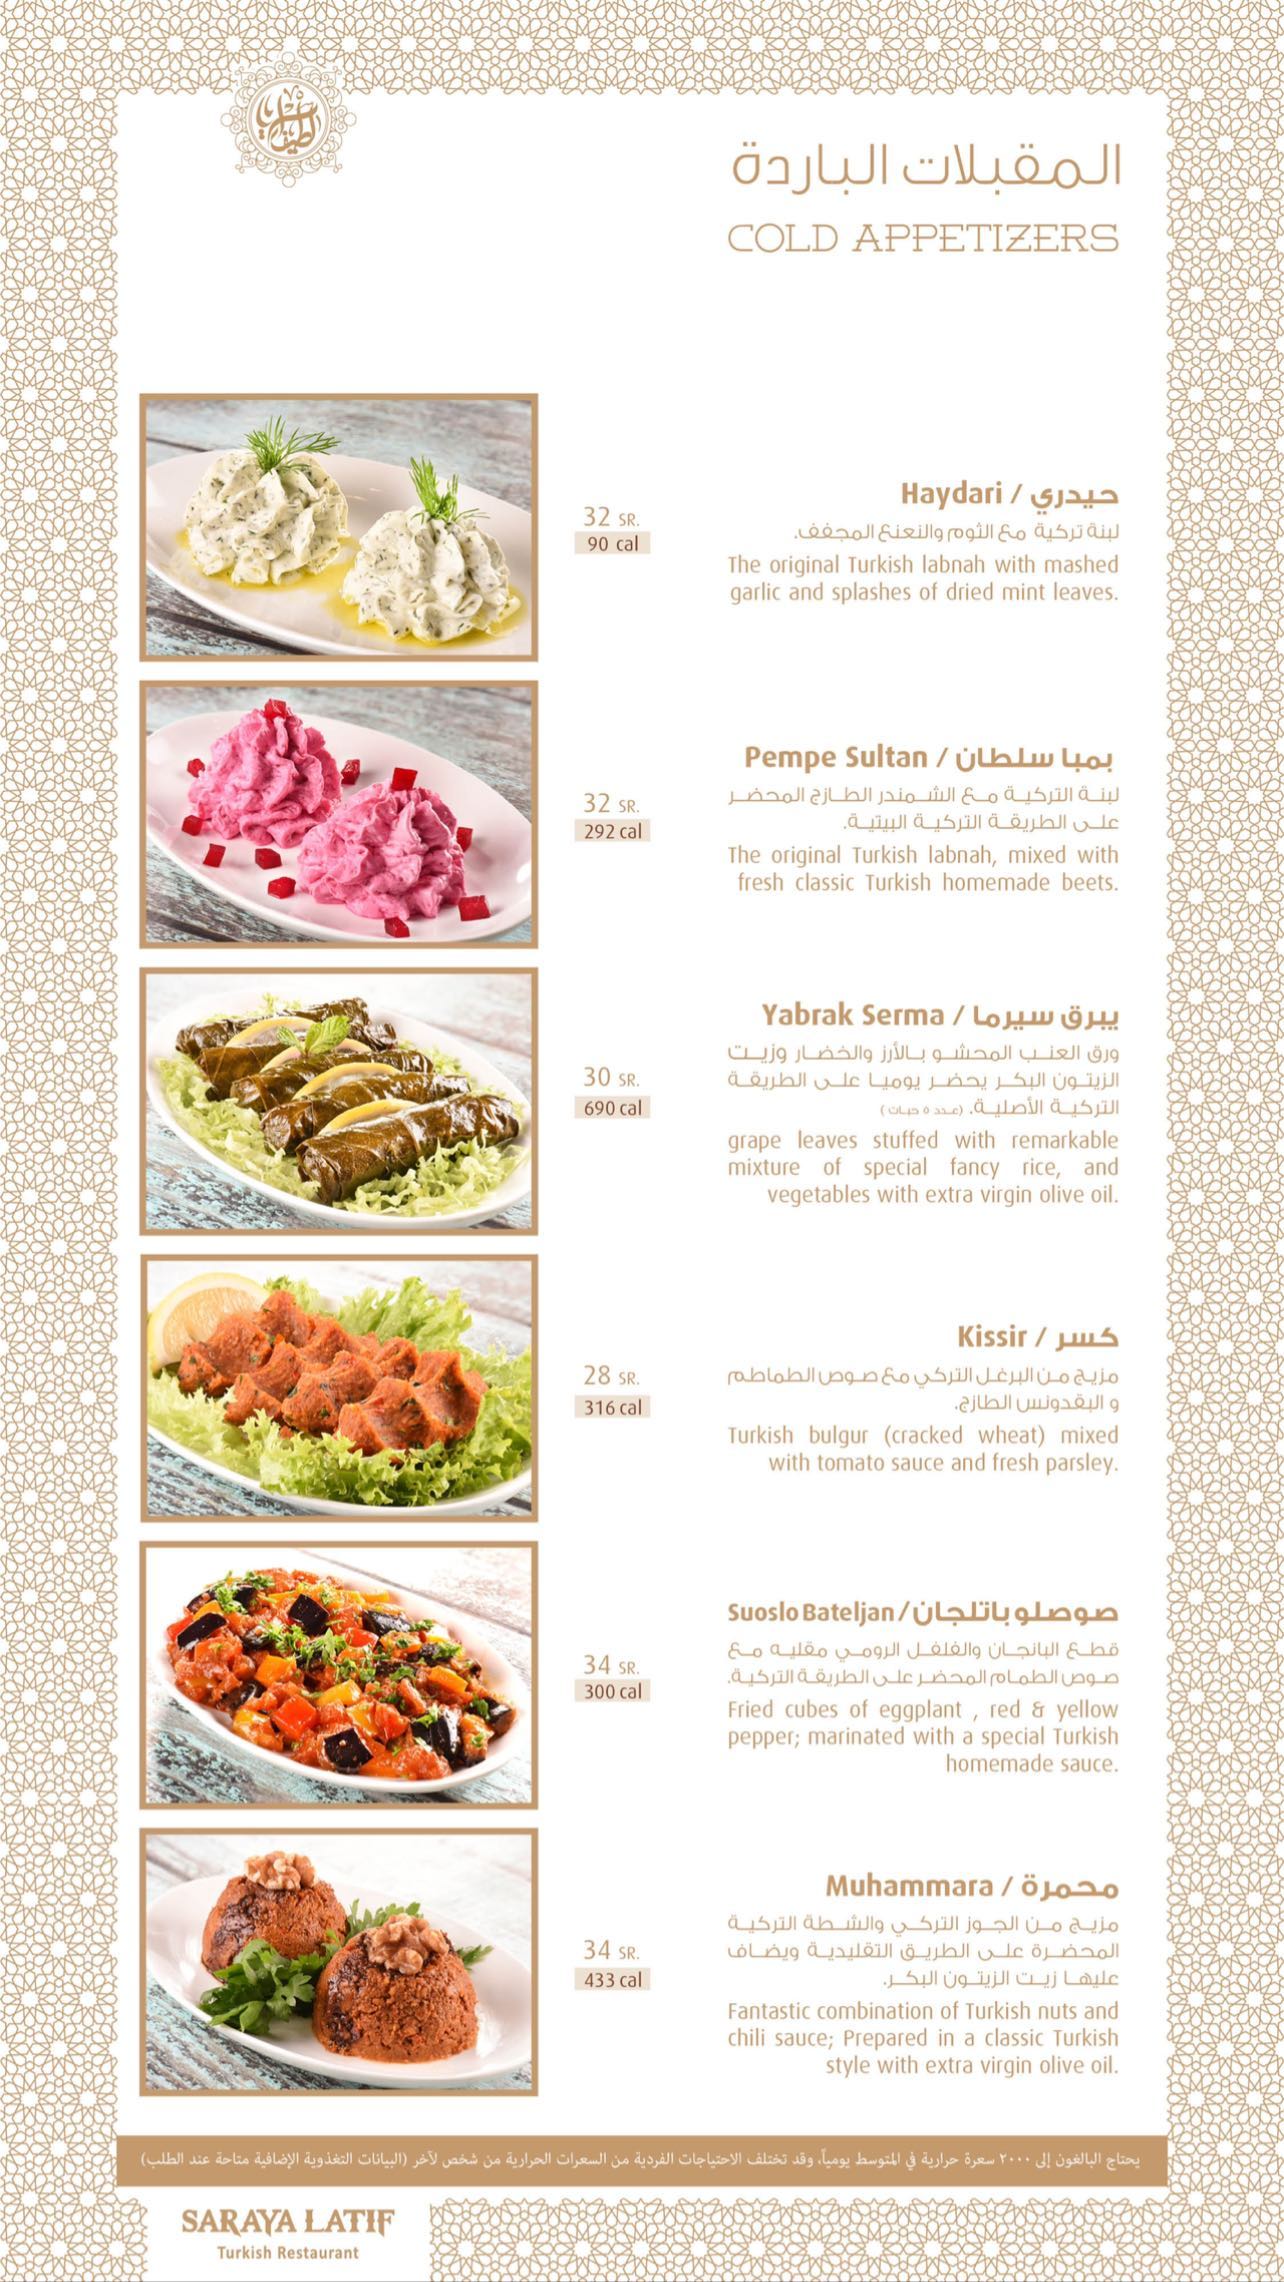 سرايا لطيف
المقبلات الباردة
COLD APPETIZERS
حيدري / Haydari
32 SR.
90 cal
لبنة تركية مع الثوم والنعنع المجفف.
The original Turkish labnah with mashed
garlic and splashes of dried mint leaves.
بمبا سلطان / Pempe Sultan
32 SR.
292 cal
لبنة التركية مع الشمندر الطازج المحضر
على الطريقة التركية البيتية.
The original Turkish labnah, mixed with
fresh classic Turkish homemade beets.
يبرق سيرما / Yabrak Serma
30 SR.
690 cal
ورق العنب المحشو بالأرز والخضار وزيت
الزيتون البكر يحضر يوميا على الطريقة
التركية الأصلية. (عدد ٥ حبات )
grape leaves stuffed with remarkable
mixture of special fancy rice, and
vegetables with extra virgin olive oil.
كسر / Kissir
28 SR.
316 cal
مزيج من البرغل التركي مع صوص الطماطم
و البقدونس الطازج.
Turkish bulgur (cracked wheat) mixed
with tomato sauce and fresh parsley.
صوصلو باتلجان / Suoslo Bateljan
34 SR.
300 cal
قطع البانجان والفلفل الرومي مقليه مع
صوص الطمام المحضر على الطريقة التركية.
Fried cubes of eggplant , red & yellow
pepper; marinated with a special Turkish
homemade sauce.
محمرة / Muhammara
34 SR.
433 cal
مزيج من الجوز التركي والشطة التركية
المحضرة على الطريق التقليدية ويضاف
عليها زيت الزيتون البكر.
Fantastic combination of Turkish nuts and
chili sauce; Prepared in a classic Turkish
style with extra virgin olive oil.
يحتاج البالغون إلى ٢٠٠٠ سعرة حرارية في المتوسط يومياً، وقد تختلف الاحتياجات الفردية من السعرات الحرارية من شخص لآخر (البيانات التغذوية الإضافية متاحة عند الطلب)
SARAYA LATIF
Turkish Restaurant